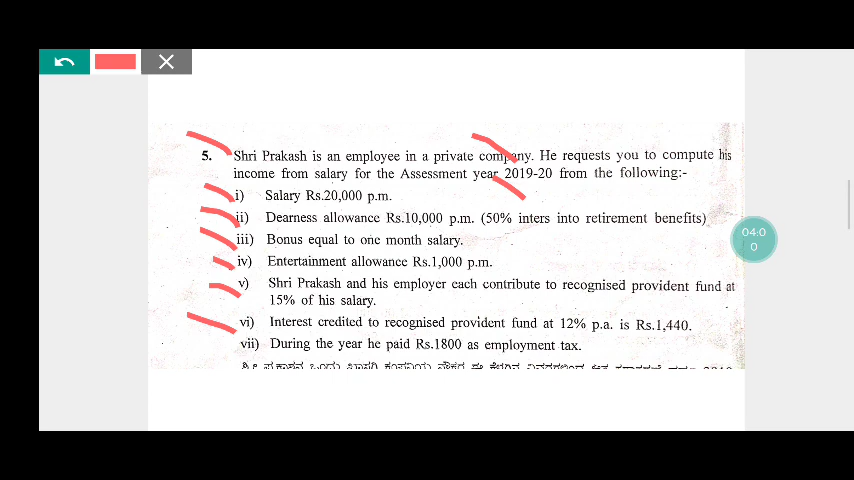 5. Shri Prakash is an employee in a private company. He requests you to compute his
income from salary for the Assessment year 2019-20 from the following:-
i) Salary Rs.20,000 p.m.
ii) Dearness allowance Rs.10,000 p.m. (50% inters into retirement benefits)
iii) Bonus equal to one month salary.
iv) Entertainment allowance Rs.1,000 p.m.
v) Shri Prakash and his employer each contribute to recognised provident fund at
15% of his salary.
vi) Interest credited to recognised provident fund at 12% p.a. is Rs.1,440.
vii) During the year he paid Rs.1800 as employment tax.
04:0
0